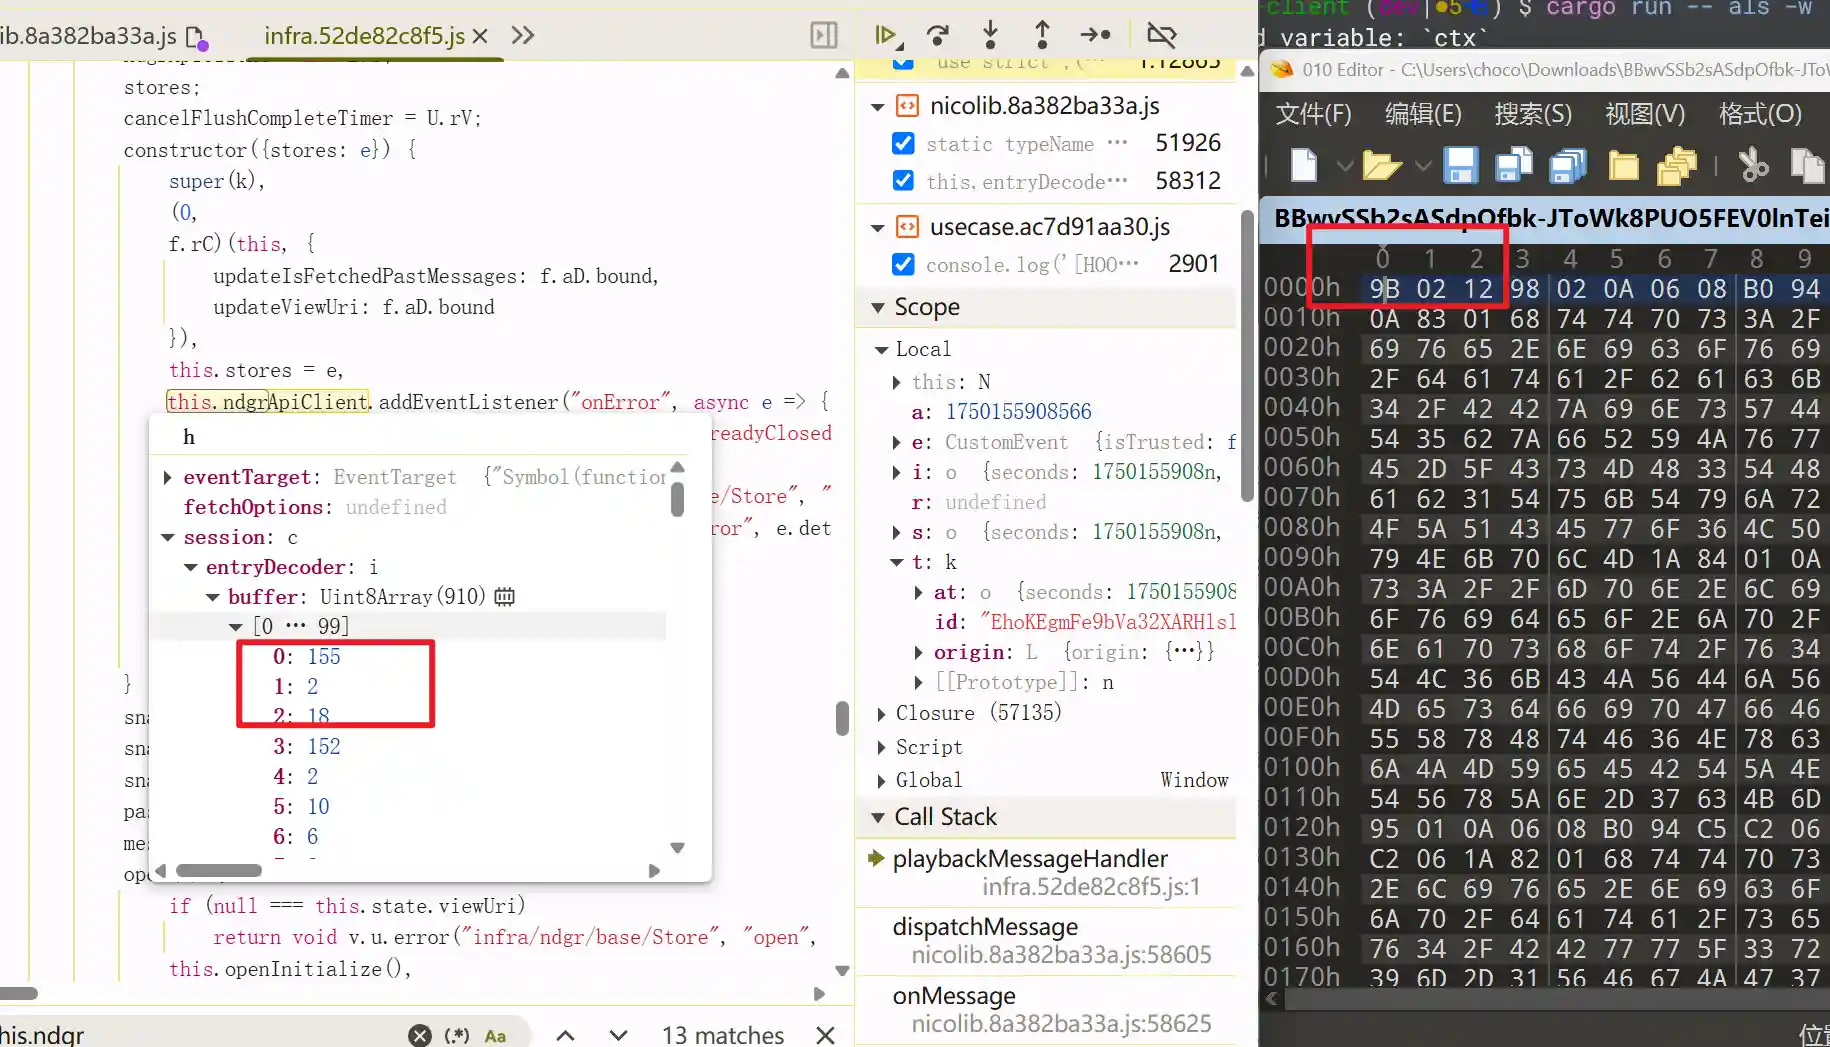 ib.8a382ba33a.js
infra.52de82c8f5.js
stores;
cancelFlushCompleteTimer = U.rV;
constructor({stores: e}) {
super(k),
(0,
f.rC)(this, {
updateIsFetchedPastMessages: f.aD.bound,
updateViewUri: f.aD.bound
}),
this.stores = e,
this.ndgrApiClient.addEventListener("onError", async e => {
readyClosed
e/Store", "
ror", e.det
h
eventTarget: EventTarget {"Symbol(function
fetchOptions: undefined
session: c
entryDecoder: i
buffer: Uint8Array(910)
[0 … 99]
0: 155
1: 2
2: 18
3: 152
4: 2
5: 10
6: 6
}
sna
sna
sna
pas
mes
ope
if (null === this.state.viewUri)
return void v.u.error("infra/ndgr/base/Store", "open",
this.openInitialize(),
his.ndgr
(.*)
Aa
13 matches
"use strict";(… 1:12865
nicolib.8a382ba33a.js
static typeName … 51926
this.entryDecode… 58312
usecase.ac7d91aa30.js
console.log('[HOO… 2901
Scope
Local
this: N
a: 1750155908566
e: CustomEvent {isTrusted: f
i: o {seconds: 1750155908n,
r: undefined
s: o {seconds: 1750155908n,
t: k
at: o {seconds: 1750155908
id: "EhoKEgmFe9bVa32XARHlsl
origin: L {origin: {…}}
[[Prototype]]: n
Closure (57135)
Script
Global Window
Call Stack
playbackMessageHandler
infra.52de82c8f5.js:1
dispatchMessage
nicolib.8a382ba33a.js:58605
onMessage
nicolib.8a382ba33a.js:58625
-client (dev|●5 ) $ cargo run -- als -w
d variable: `ctx`
010 Editor - C:\Users\choco\Downloads\BBwvSSb2sASdpOfbk-JToW
文件(F) 编辑(E) 搜索(S) 视图(V) 格式(O)
BBwvSSb2sASdpOfbk-JToWk8PUO5FEV0lnTei
0 1 2 3 4 5 6 7 8 9
0000h 9B 02 12 98 02 0A 06 08 B0 94
0010h 0A 83 01 68 74 74 70 73 3A 2F
0020h 69 76 65 2E 6E 69 63 6F 76 69
0030h 2F 64 61 74 61 2F 62 61 63 6B
0040h 34 2F 42 42 7A 69 6E 73 57 44
0050h 54 35 62 7A 66 52 59 4A 76 77
0060h 45 2D 5F 43 73 4D 48 33 54 48
0070h 61 62 31 54 75 6B 54 79 6A 72
0080h 4F 5A 51 43 45 77 6F 36 4C 50
0090h 79 4E 6B 70 6C 4D 1A 84 01 0A
00A0h 73 3A 2F 2F 6D 70 6E 2E 6C 69
00B0h 6F 76 69 64 65 6F 2E 6A 70 2F
00C0h 6E 61 70 73 68 6F 74 2F 76 34
00D0h 54 4C 36 6B 43 4A 56 44 6A 56
00E0h 4D 65 73 64 66 69 70 47 66 46
00F0h 55 58 78 48 74 46 36 4E 78 63
0100h 6A 4A 4D 59 65 45 42 54 5A 4E
0110h 54 56 78 5A 6E 2D 37 63 4B 6D
0120h 95 01 0A 06 08 B0 94 C5 C2 06
0130h C2 06 1A 82 01 68 74 74 70 73
0140h 2E 6C 69 76 65 2E 6E 69 63 6F
0150h 6A 70 2F 64 61 74 61 2F 73 65
0160h 76 34 2F 42 42 77 77 5F 33 72
0170h 39 6D 2D 31 56 46 67 4A 47 37